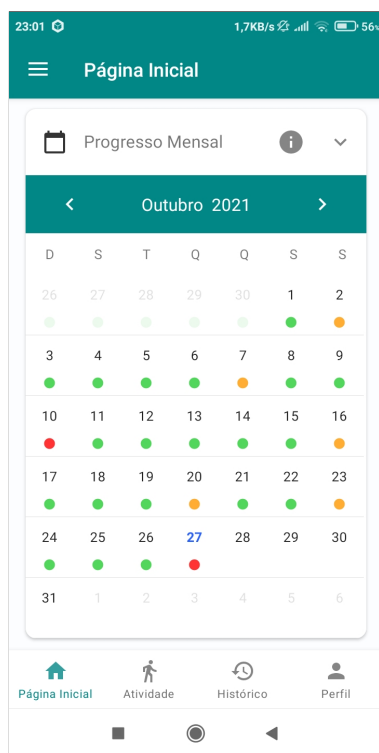 23:01 1,7KB/s 56%
Página Inicial
Progresso Mensal
Outubro 2021
D S T Q Q S S
26 27 28 29 30 1 2
3 4 5 6 7 8 9
10 11 12 13 14 15 16
17 18 19 20 21 22 23
24 25 26 27 28 29 30
31 1 2 3 4 5 6
Página Inicial Atividade Histórico Perfil